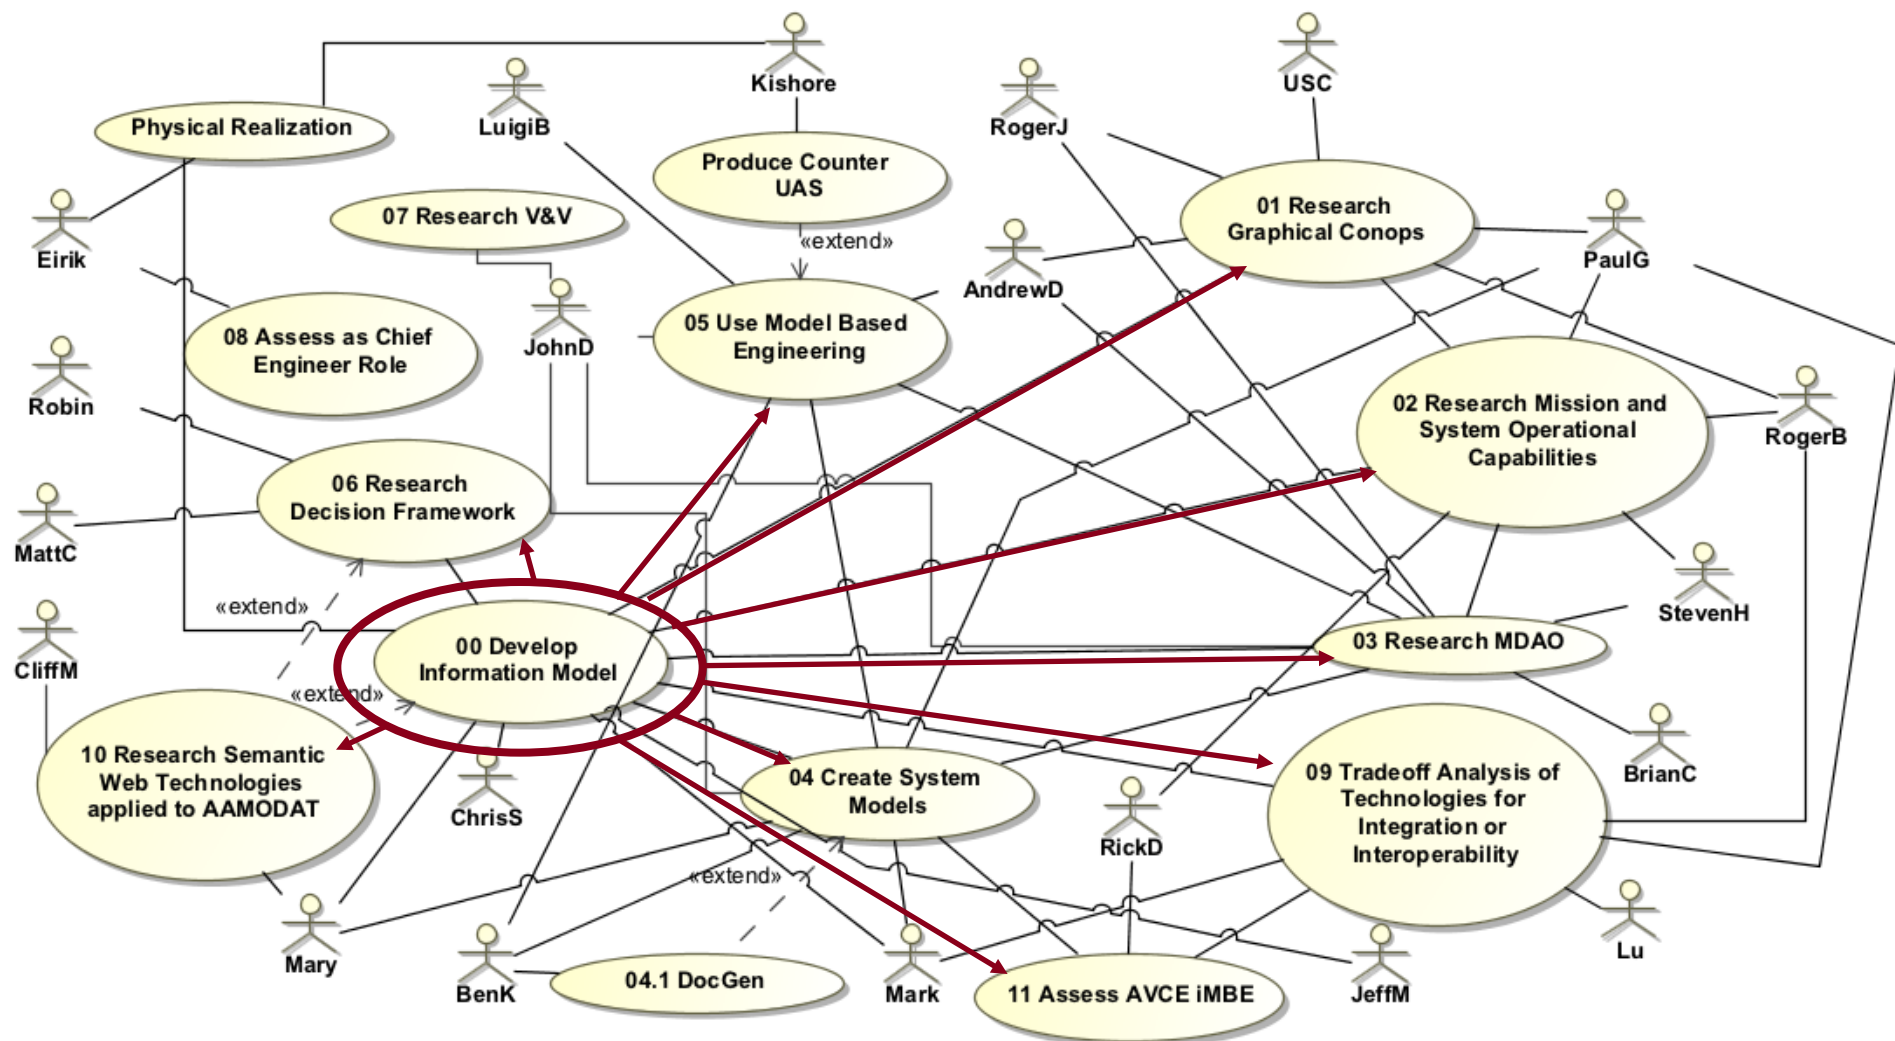 Kishore
USC
LuigiB
RogerJ
Physical Realization
Produce Counter
UAS
07 Research V&V
«extend»
01 Research
Graphical Conops
PaulG
Eirik
AndrewD
08 Assess as Chief
Engineer Role
JohnD
05 Use Model Based
Engineering
Robin
02 Research Mission and
System Operational
Capabilities
RogerB
06 Research
Decision Framework
MattC
«extend»
StevenH
00 Develop
Information Model
03 Research MDAO
CliffM
«extend»
10 Research Semantic
Web Technologies
applied to AAMODAT
ChrisS
04 Create System
Models
BrianC
09 Tradeoff Analysis of
Technologies for
Integration or
Interoperability
RickD
«extend»
Mary
BenK
04.1 DocGen
Mark
11 Assess AVCE iMBE
JeffM
Lu